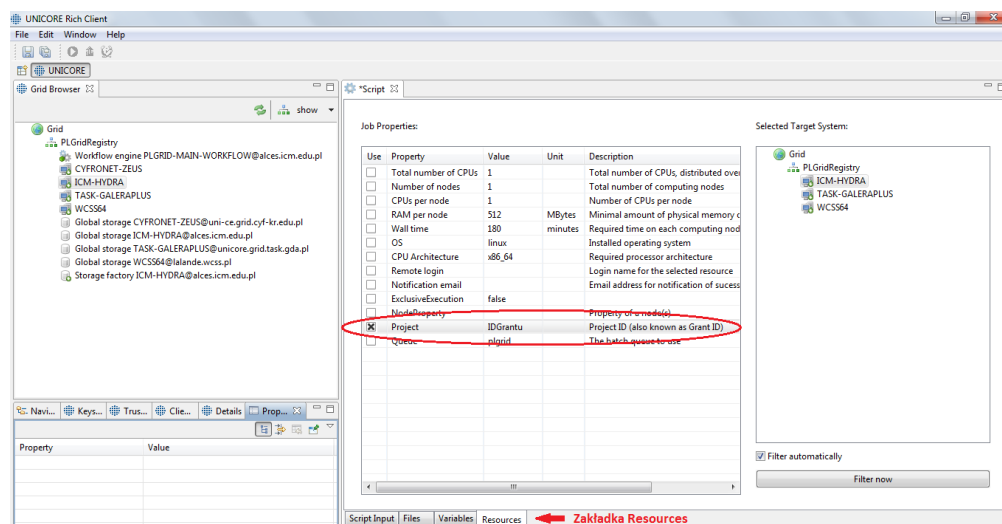 UNICORE Rich Client
File Edit Window Help
UNICORE
Grid Browser
show
Grid
PLGridRegistry
Workflow engine PLGRID-MAIN-WORKFLOW@alces.icm.edu.pl
CYFRONET-ZEUS
ICM-HYDRA
TASK-GALERAPLUS
WCSS64
Global storage CYFRONET-ZEUS@uni-ce.grid.cyf-kr.edu.pl
Global storage ICM-HYDRA@alces.icm.edu.pl
Global storage TASK-GALERAPLUS@unicore.grid.task.gda.pl
Global storage WCSS64@lalande.wcss.pl
Storage factory ICM-HYDRA@alces.icm.edu.pl
Navi... Keys... Trus... Clie... Details Prop...
Property Value
*Script
Job Properties:
Use Property Value Unit Description
Total number of CPUs 1 Total number of CPUs, distributed over
Number of nodes 1 Total number of computing nodes
CPUs per node 1 Number of CPUs per node
RAM per node 512 MBytes Minimal amount of physical memory
Wall time 180 minutes Required time on each computing nod
OS linux Installed operating system
CPU Architecture x86_64 Required processor architecture
Remote login Login name for the selected resource
Notification email Email address for notification of sucess
ExclusiveExecution false
NodeProperty Property of a node(s)
Project IDGrantu Project ID (also known as Grant ID)
Queue plgrid The batch queue to use
Script Input Files Variables Resources Zakładka Resources
Selected Target System:
Grid
PLGridRegistry
ICM-HYDRA
TASK-GALERAPLUS
WCSS64
Filter automatically
Filter now